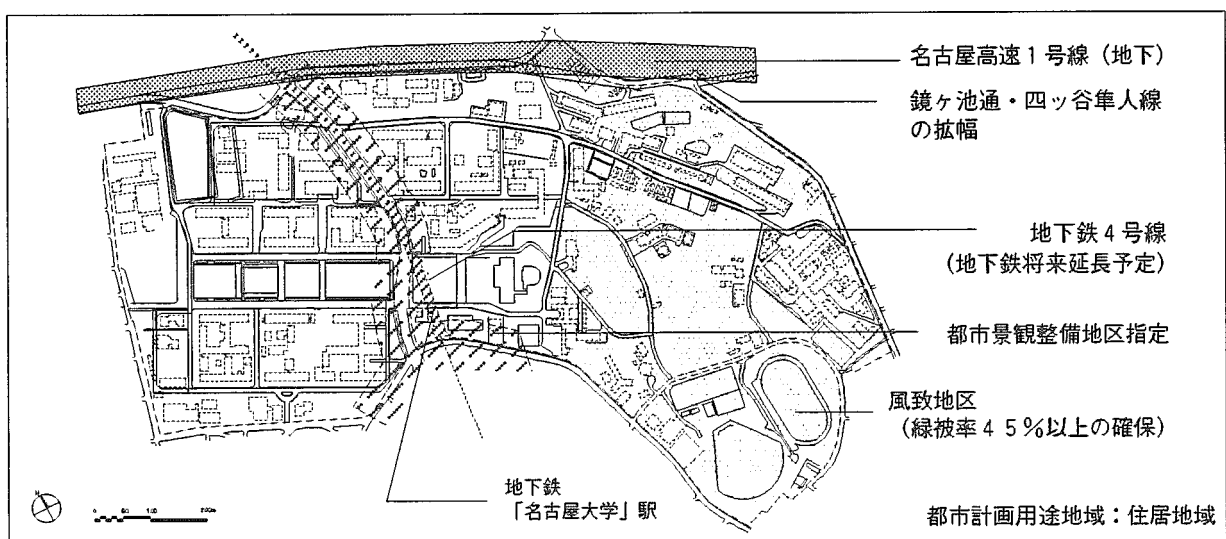 名古屋高速1号線（地下）
鏡ヶ池通・四ッ谷隼人線
の拡幅
地下鉄4号線
（地下鉄将来延長予定）
都市景観整備地区指定
風致地区
（緑被率45%以上の確保）
地下鉄
「名古屋大学」駅
都市計画用途地域：住居地域
N
0 50 100 200m